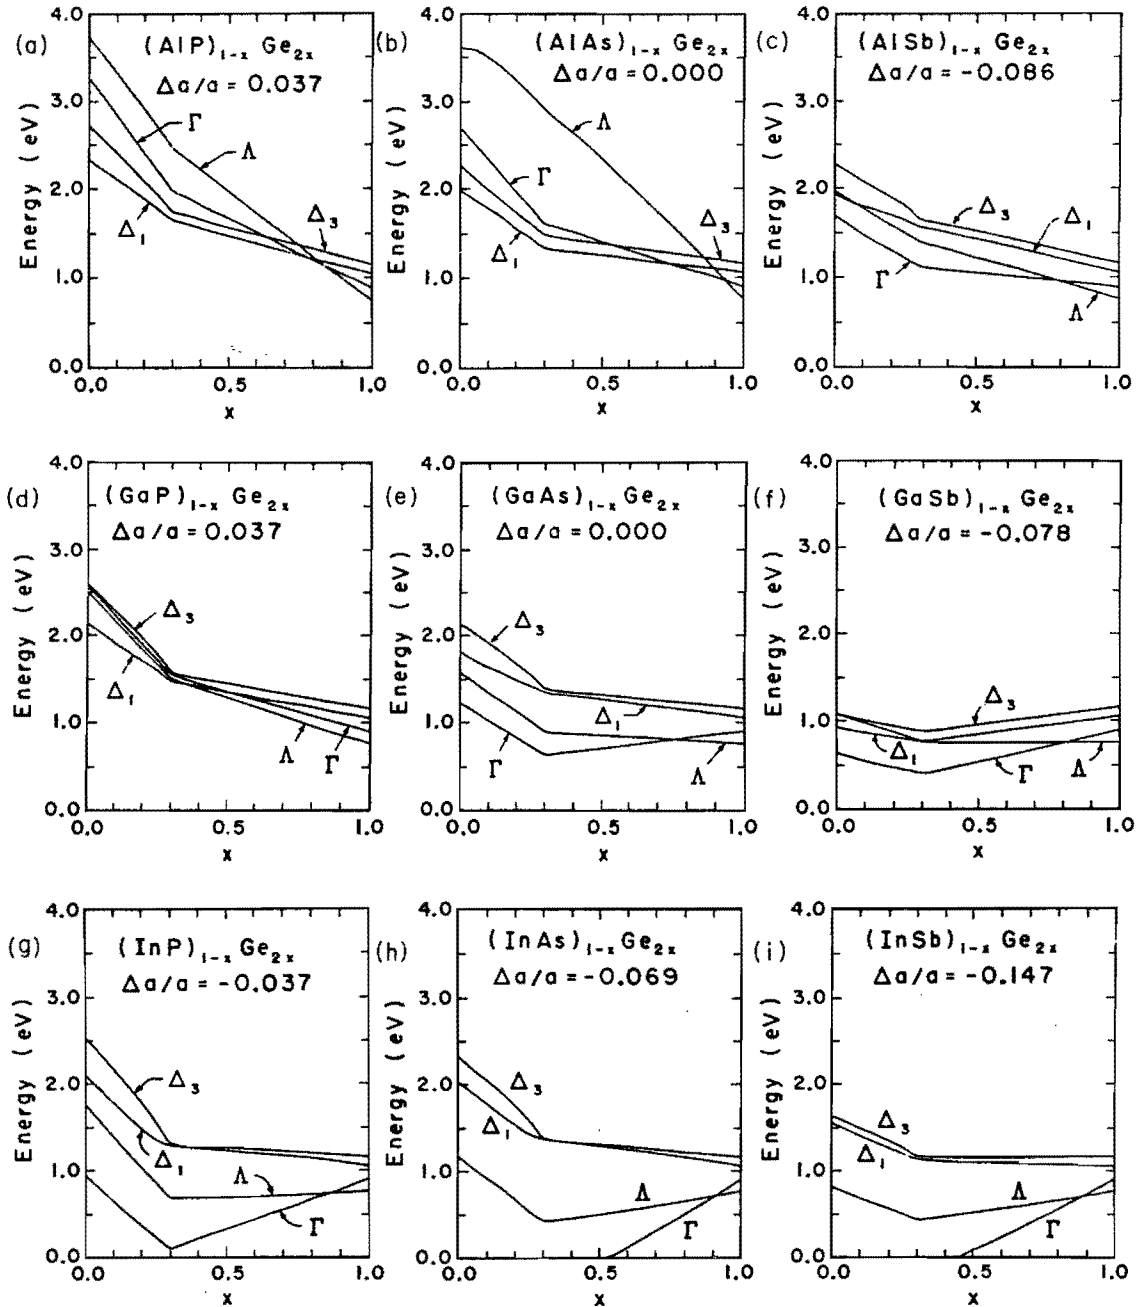 (a)
(AlP)₁₋ₓ Ge₂ₓ
Δa/a = 0.037
Energy (eV)
4.0
3.0
2.0
1.0
0.0
0.0 0.5 1.0
x
Γ
Λ
Δ₁
Δ₃
(b)
(AlAs)₁₋ₓ Ge₂ₓ
Δa/a = 0.000
Energy (eV)
4.0
3.0
2.0
1.0
0.0
0.0 0.5 1.0
x
Λ
Γ
Δ₁
Δ₃
(c)
(AlSb)₁₋ₓ Ge₂ₓ
Δa/a = -0.086
Energy (eV)
4.0
3.0
2.0
1.0
0.0
0.0 0.5 1.0
x
Δ₃
Δ₁
Γ
Λ
(d)
(GaP)₁₋ₓ Ge₂ₓ
Δa/a = 0.037
Energy (eV)
4.0
3.0
2.0
1.0
0.0
0.0 0.5 1.0
x
Δ₃
Δ₁
Λ
Γ
(e)
(GaAs)₁₋ₓ Ge₂ₓ
Δa/a = 0.000
Energy (eV)
4.0
3.0
2.0
1.0
0.0
0.0 0.5 1.0
x
Δ₃
Δ₁
Γ
Λ
(f)
(GaSb)₁₋ₓ Ge₂ₓ
Δa/a = -0.078
Energy (eV)
4.0
3.0
2.0
1.0
0.0
0.0 0.5 1.0
x
Δ₃
Δ₁
Γ
Λ
(g)
(InP)₁₋ₓ Ge₂ₓ
Δa/a = -0.037
Energy (eV)
4.0
3.0
2.0
1.0
0.0
0.0 0.5 1.0
x
Δ₃
Δ₁
Λ
Γ
(h)
(InAs)₁₋ₓ Ge₂ₓ
Δa/a = -0.069
Energy (eV)
4.0
3.0
2.0
1.0
0.0
0.0 0.5 1.0
x
Δ₃
Δ₁
Λ
Γ
(i)
(InSb)₁₋ₓ Ge₂ₓ
Δa/a = -0.147
Energy (eV)
4.0
3.0
2.0
1.0
0.0
0.0 0.5 1.0
x
Δ₃
Δ₁
Λ
Γ